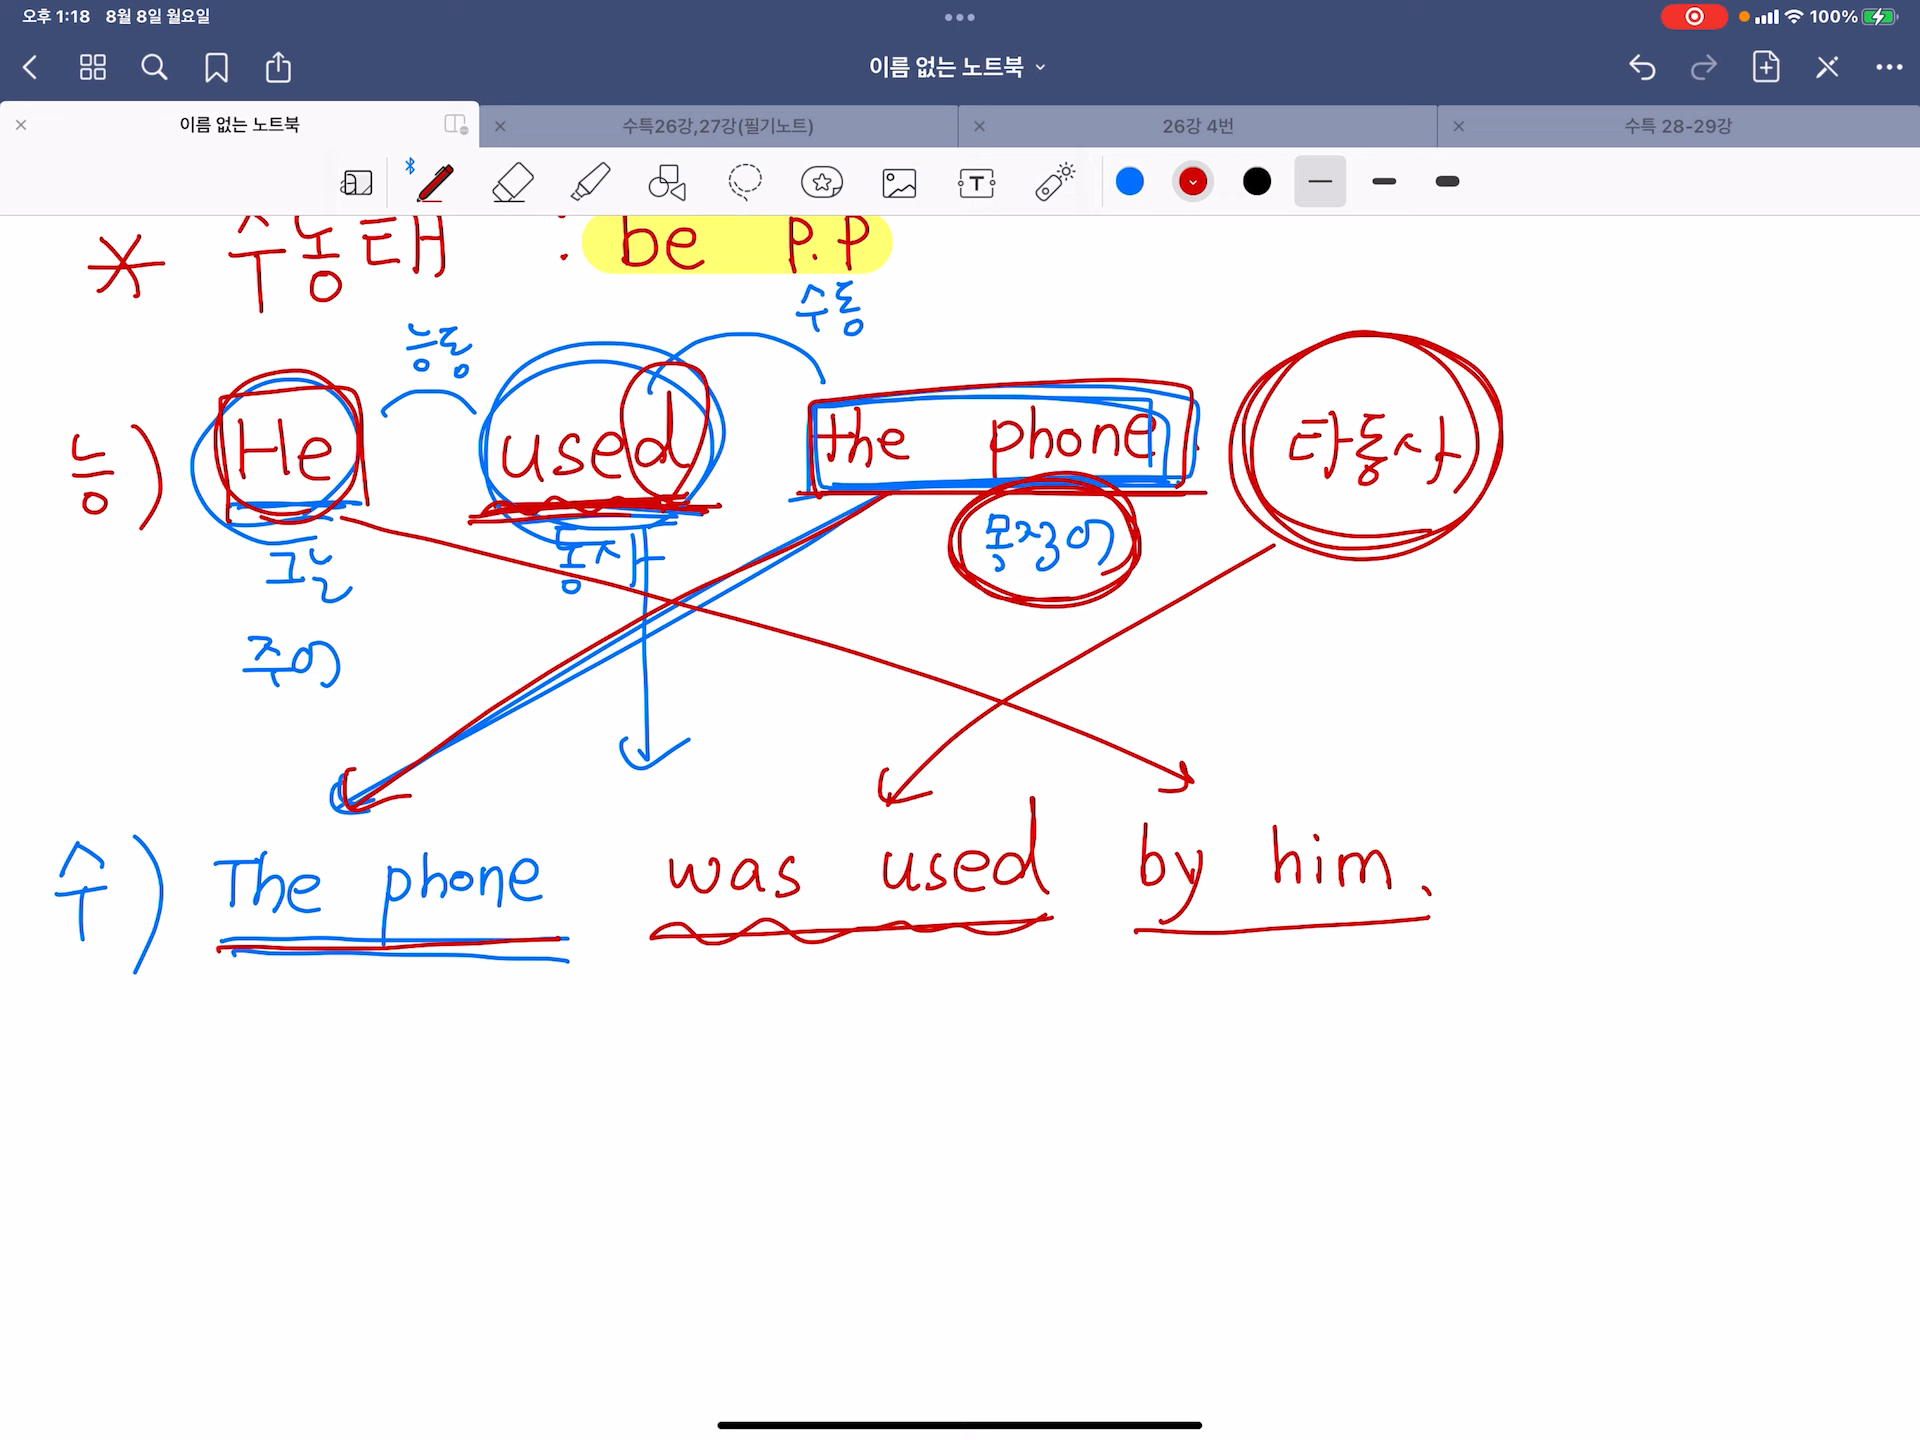 오후 1:18 8월 8일 월요일 100%
이름 없는 노트북
이름 없는 노트북 수특26강,27강(필기노트) 26강 4번 수특 28-29강
* 수동태 : be P.P
능동 수동
능) He used the phone. 타동사
동사 목적어
주어
수) The phone was used by him.